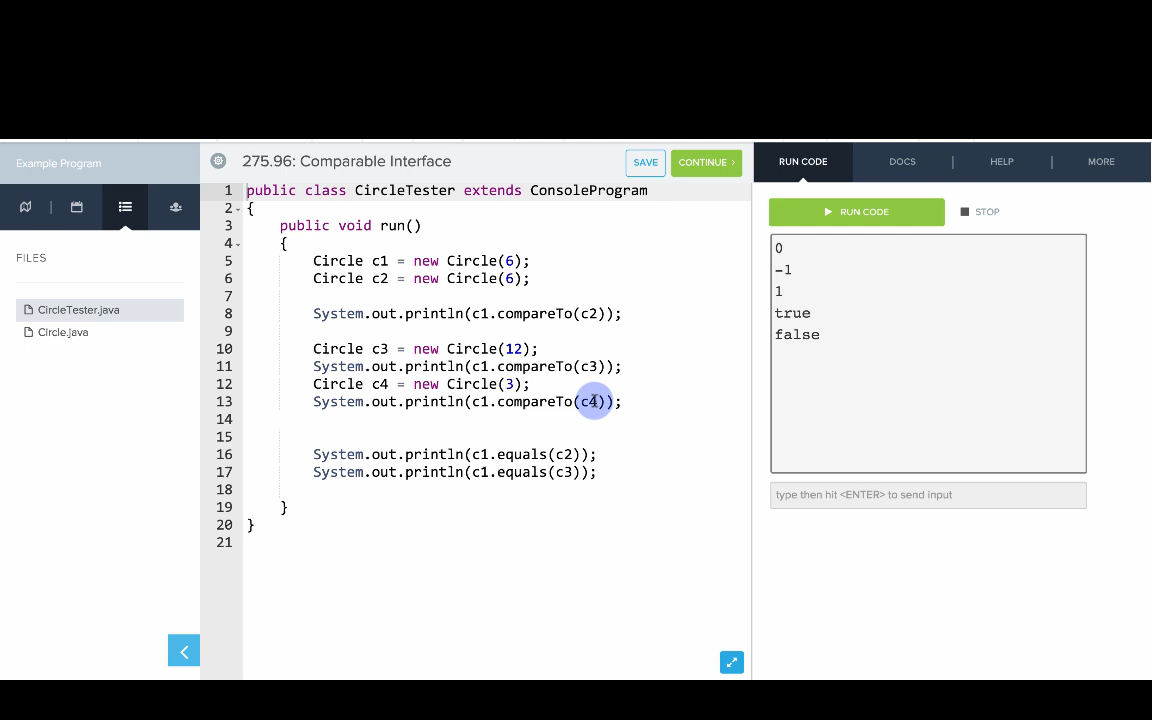 Example Program
275.96: Comparable Interface
SAVE
CONTINUE >
RUN CODE
DOCS
HELP
MORE
FILES
CircleTester.java
Circle.java
1 public class CircleTester extends ConsoleProgram
2 {
3 public void run()
4 {
5 Circle c1 = new Circle(6);
6 Circle c2 = new Circle(6);
7
8 System.out.println(c1.compareTo(c2));
9
10 Circle c3 = new Circle(12);
11 System.out.println(c1.compareTo(c3));
12 Circle c4 = new Circle(3);
13 System.out.println(c1.compareTo(c4));
14
15
16 System.out.println(c1.equals(c2));
17 System.out.println(c1.equals(c3));
18
19 }
20 }
21
RUN CODE
STOP
0
-1
1
true
false
type then hit <ENTER> to send input